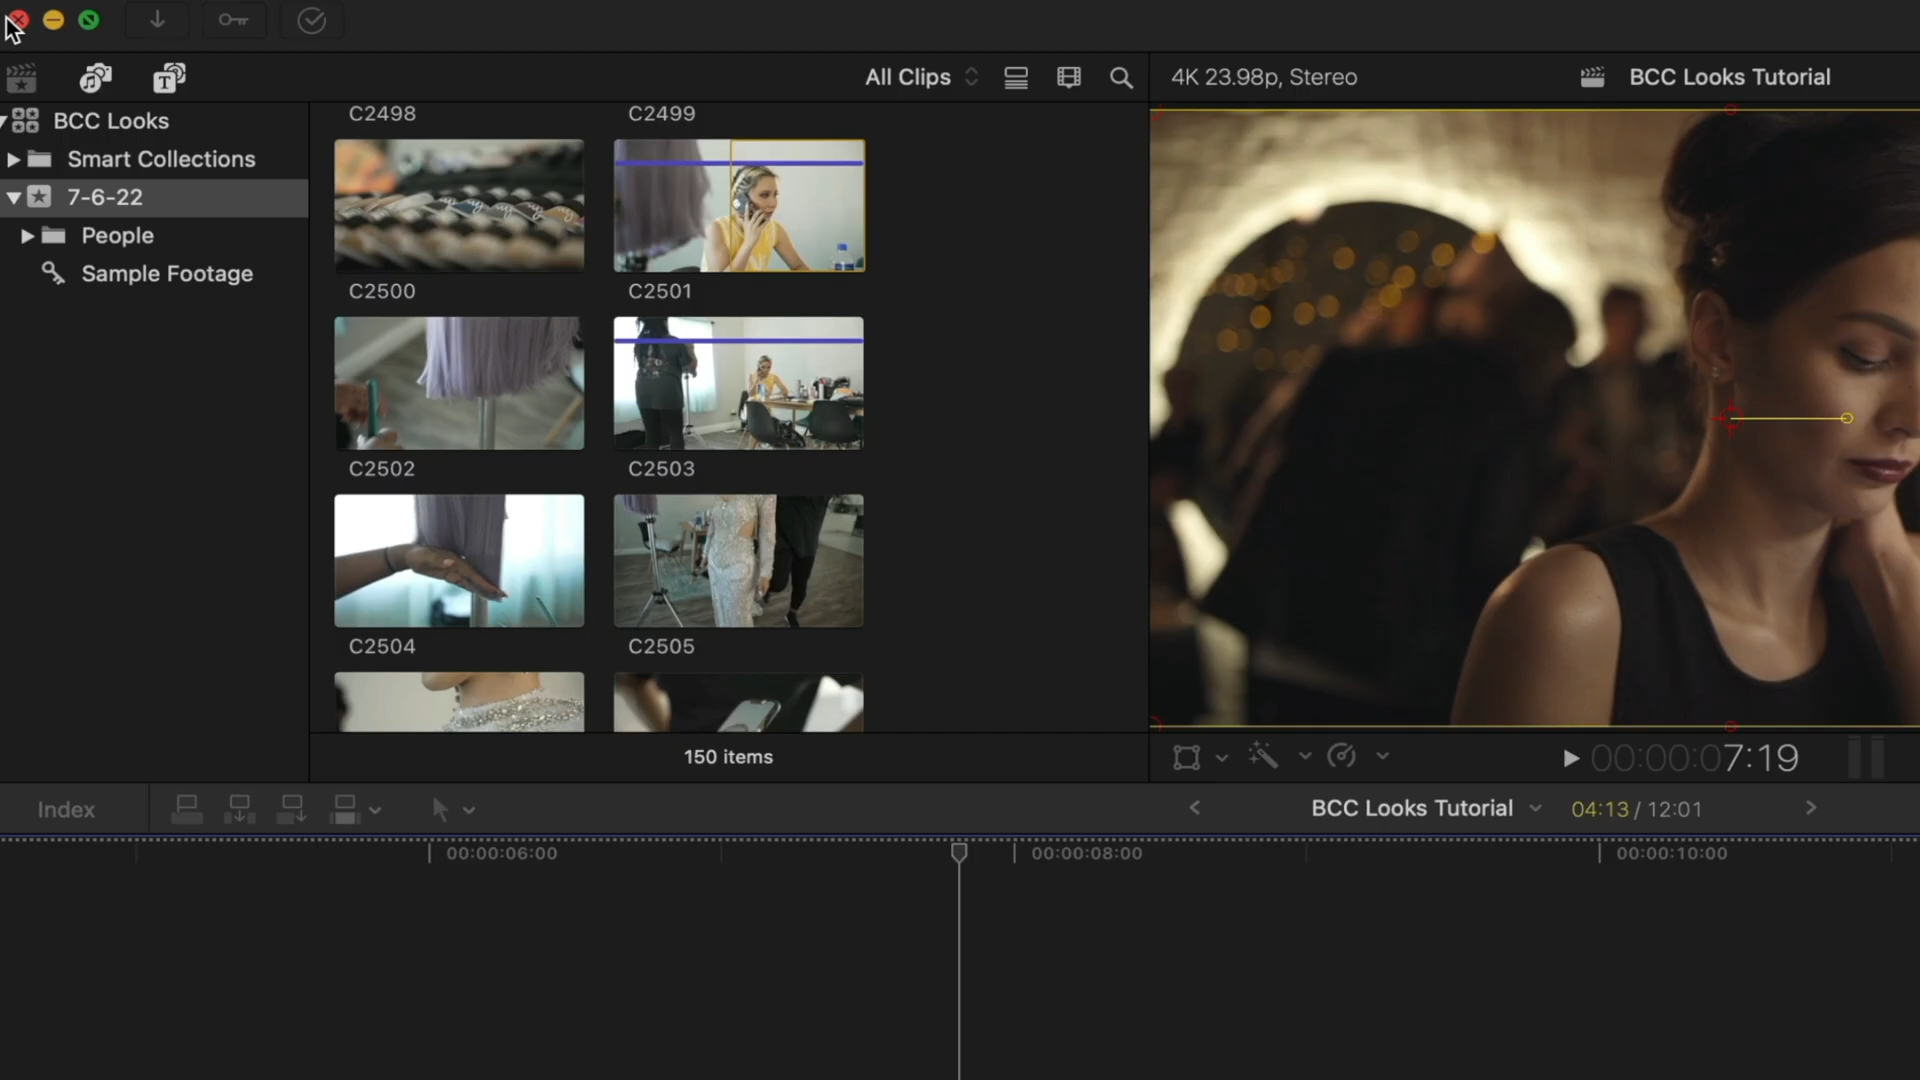 All Clips
4K 23.98p, Stereo
BCC Looks Tutorial
BCC Looks
Smart Collections
7-6-22
People
Sample Footage
C2498
C2499
C2500
C2501
C2502
C2503
C2504
C2505
150 items
00:00:07:19
Index
BCC Looks Tutorial
04:13 / 12:01
00:00:06:00
00:00:08:00
00:00:10:00